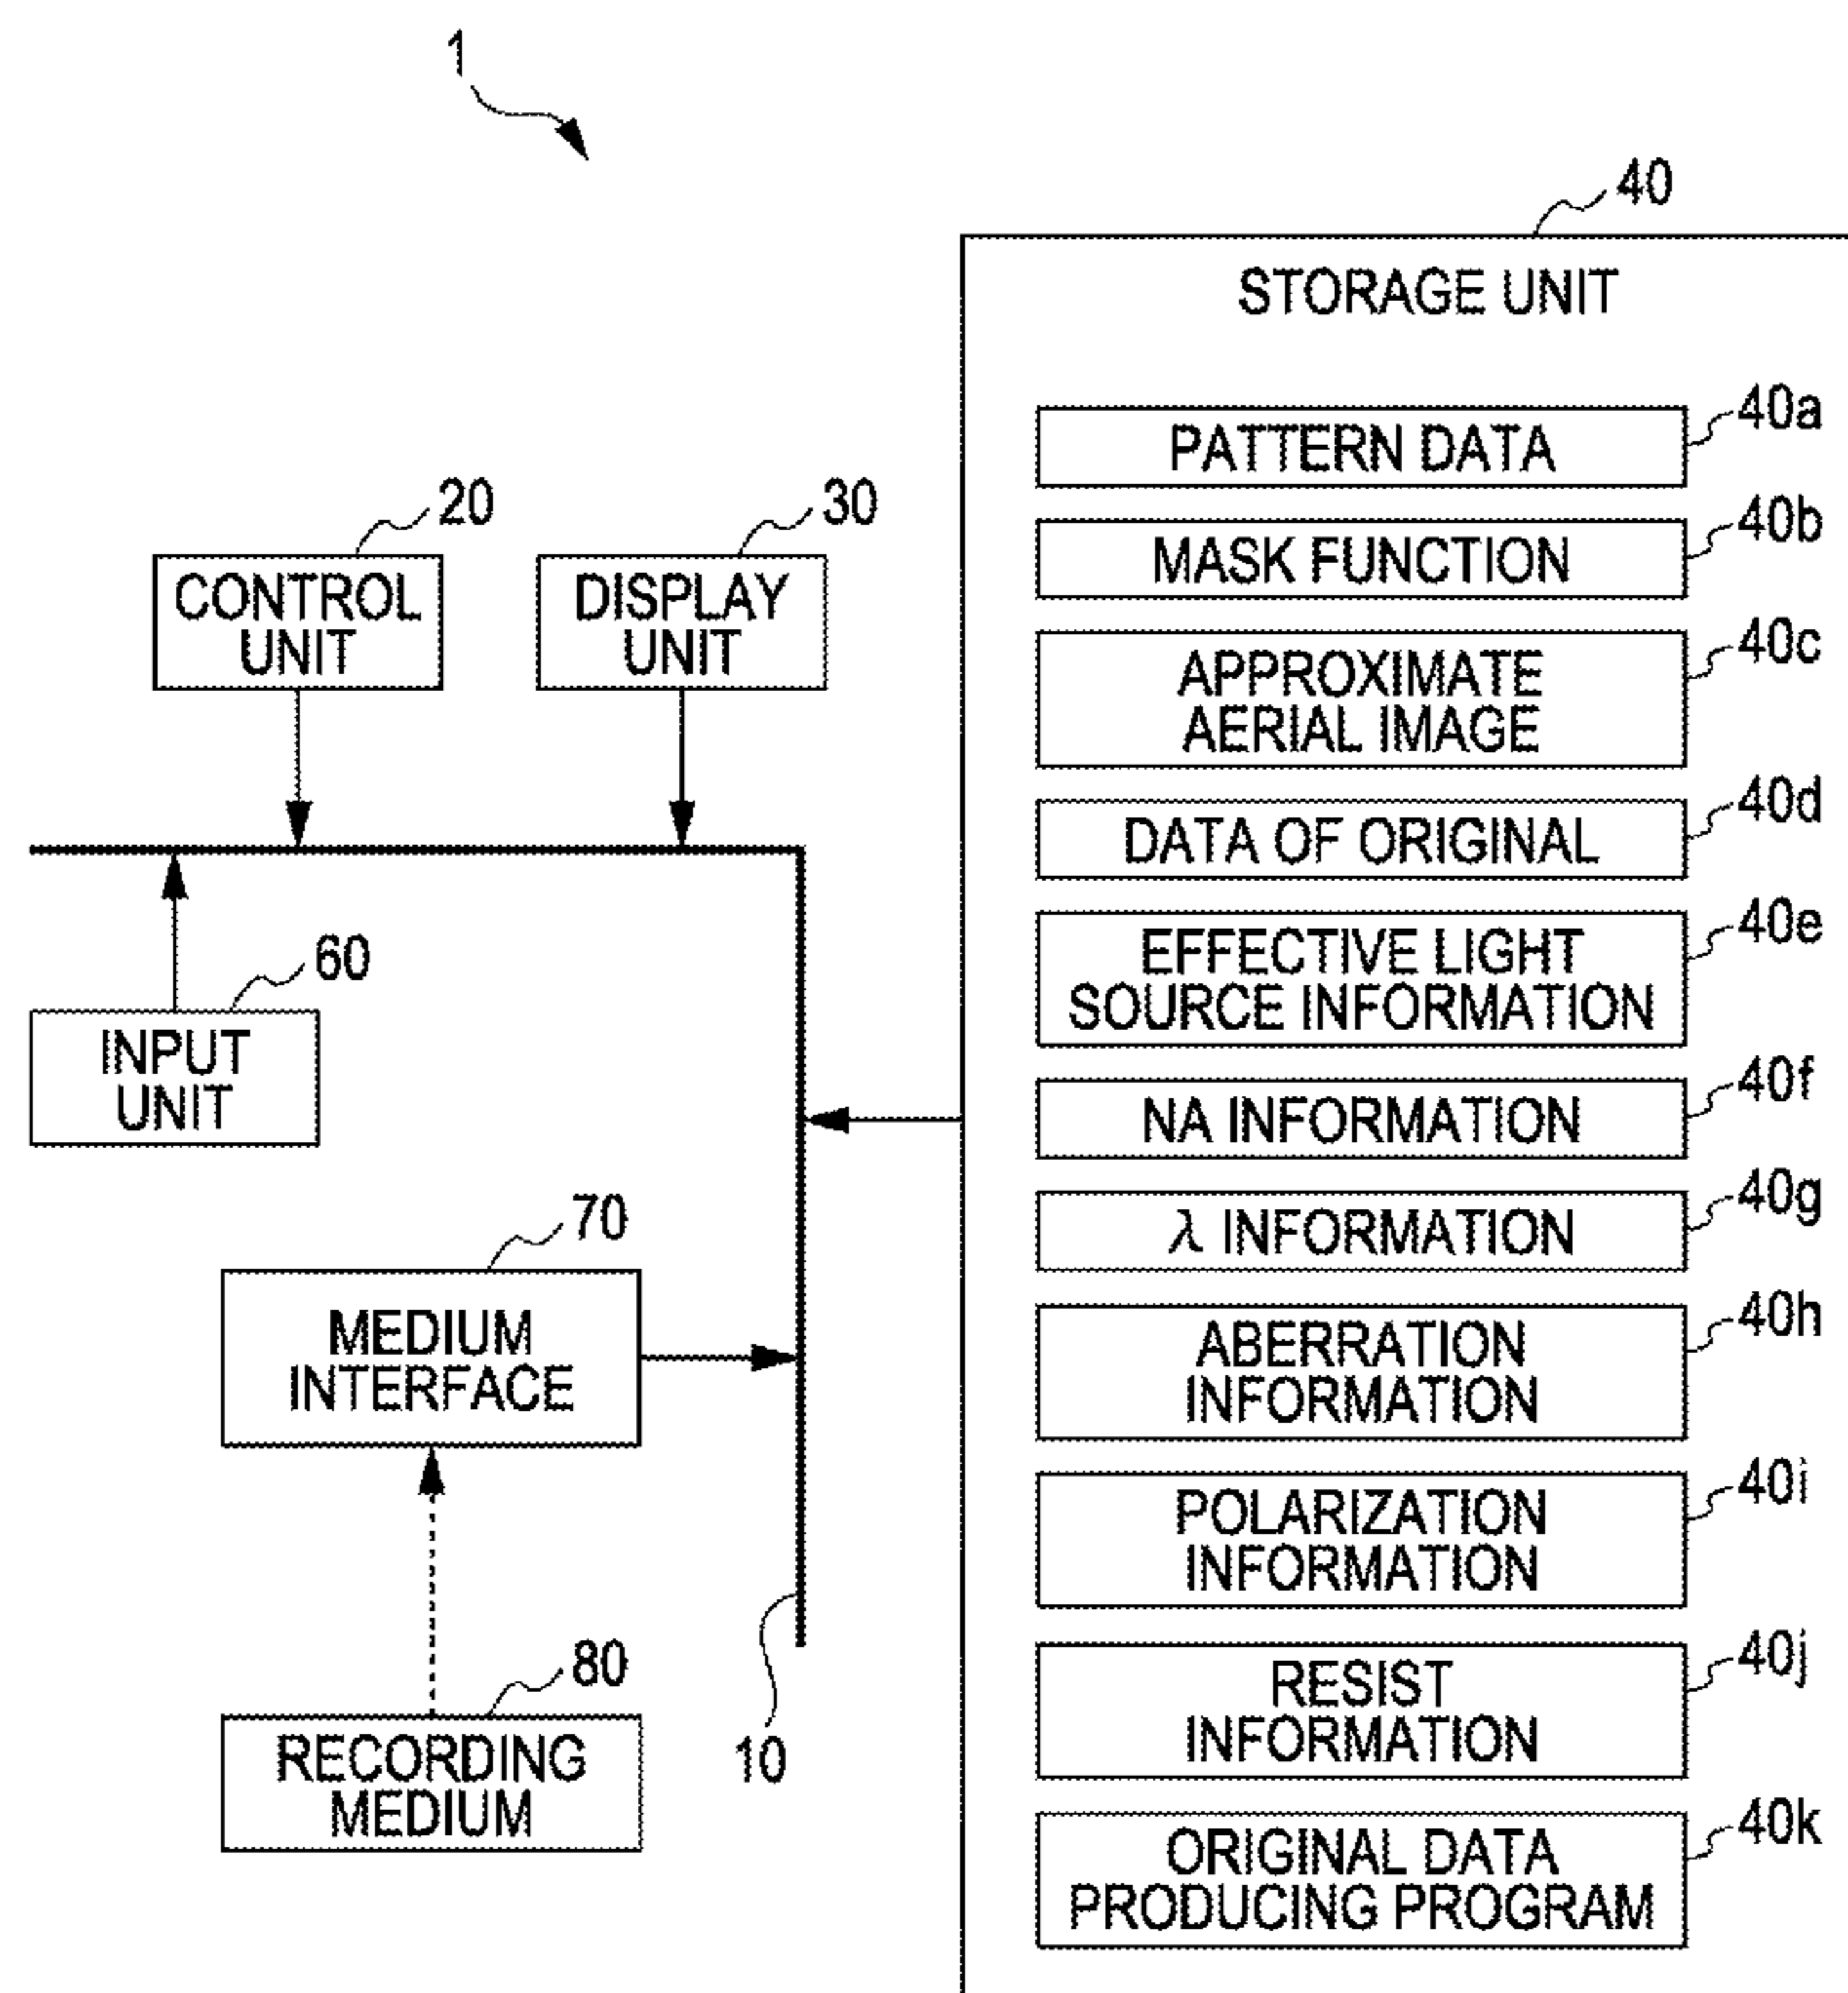 1
40
STORAGE UNIT
40a
PATTERN DATA
40b
MASK FUNCTION
40c
APPROXIMATE
AERIAL IMAGE
40d
DATA OF ORIGINAL
40e
EFFECTIVE LIGHT
SOURCE INFORMATION
40f
NA INFORMATION
40g
λ INFORMATION
40h
ABERRATION
INFORMATION
40i
POLARIZATION
INFORMATION
40j
RESIST
INFORMATION
40k
ORIGINAL DATA
PRODUCING PROGRAM
20
CONTROL
UNIT
30
DISPLAY
UNIT
60
INPUT
UNIT
70
MEDIUM
INTERFACE
80
RECORDING
MEDIUM
10